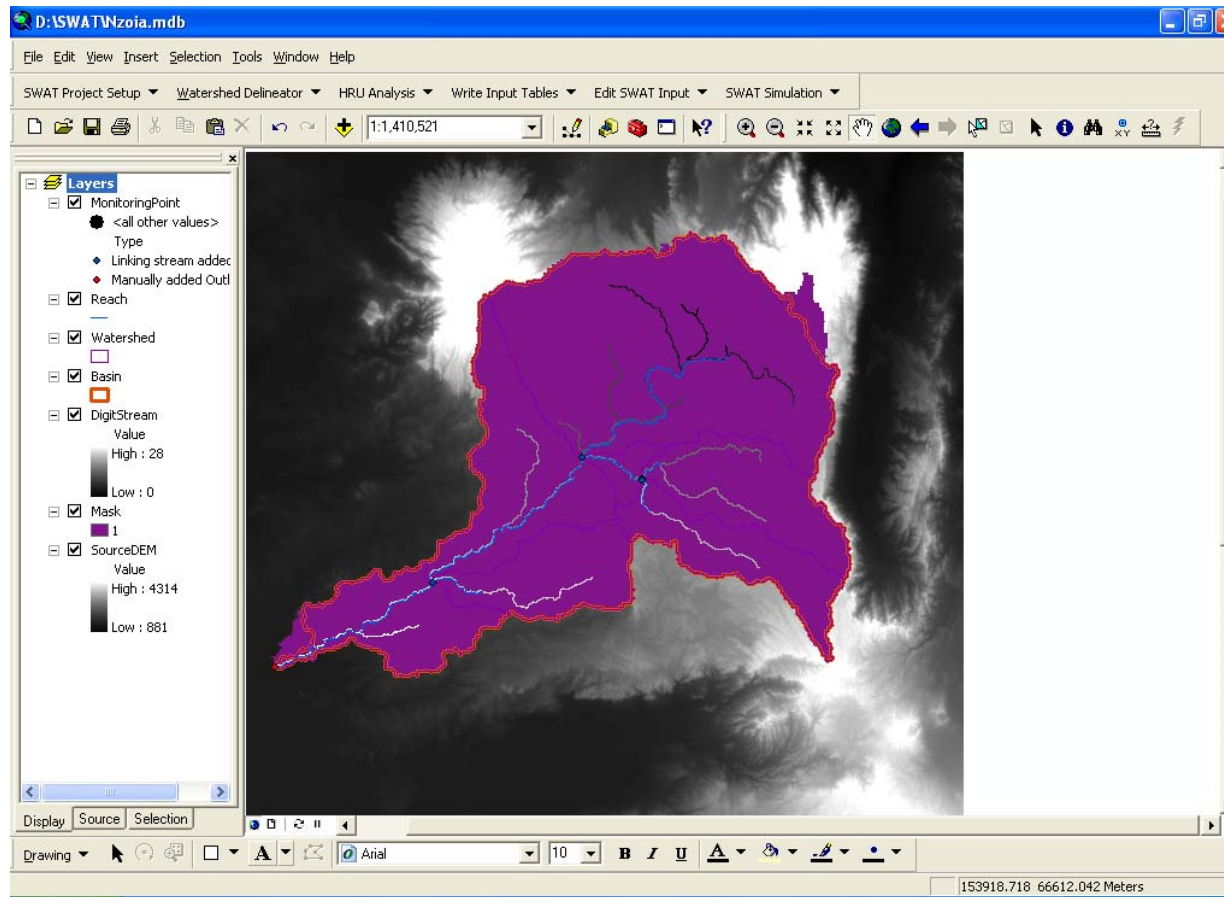 D:\SWAT\Nzoia.mdb
File Edit View Insert Selection Tools Window Help
SWAT Project Setup Watershed Delineator HRU Analysis Write Input Tables Edit SWAT Input SWAT Simulation
1:1,410,521
Layers
MonitoringPoint
<all other values>
Type
Linking stream added
Manually added Outl
Reach
Watershed
Basin
DigitStream
Value
High : 28
Low : 0
Mask
1
SourceDEM
Value
High : 4314
Low : 881
Display Source Selection
Drawing A Arial 10 B I U A
153918.718 66612.042 Meters